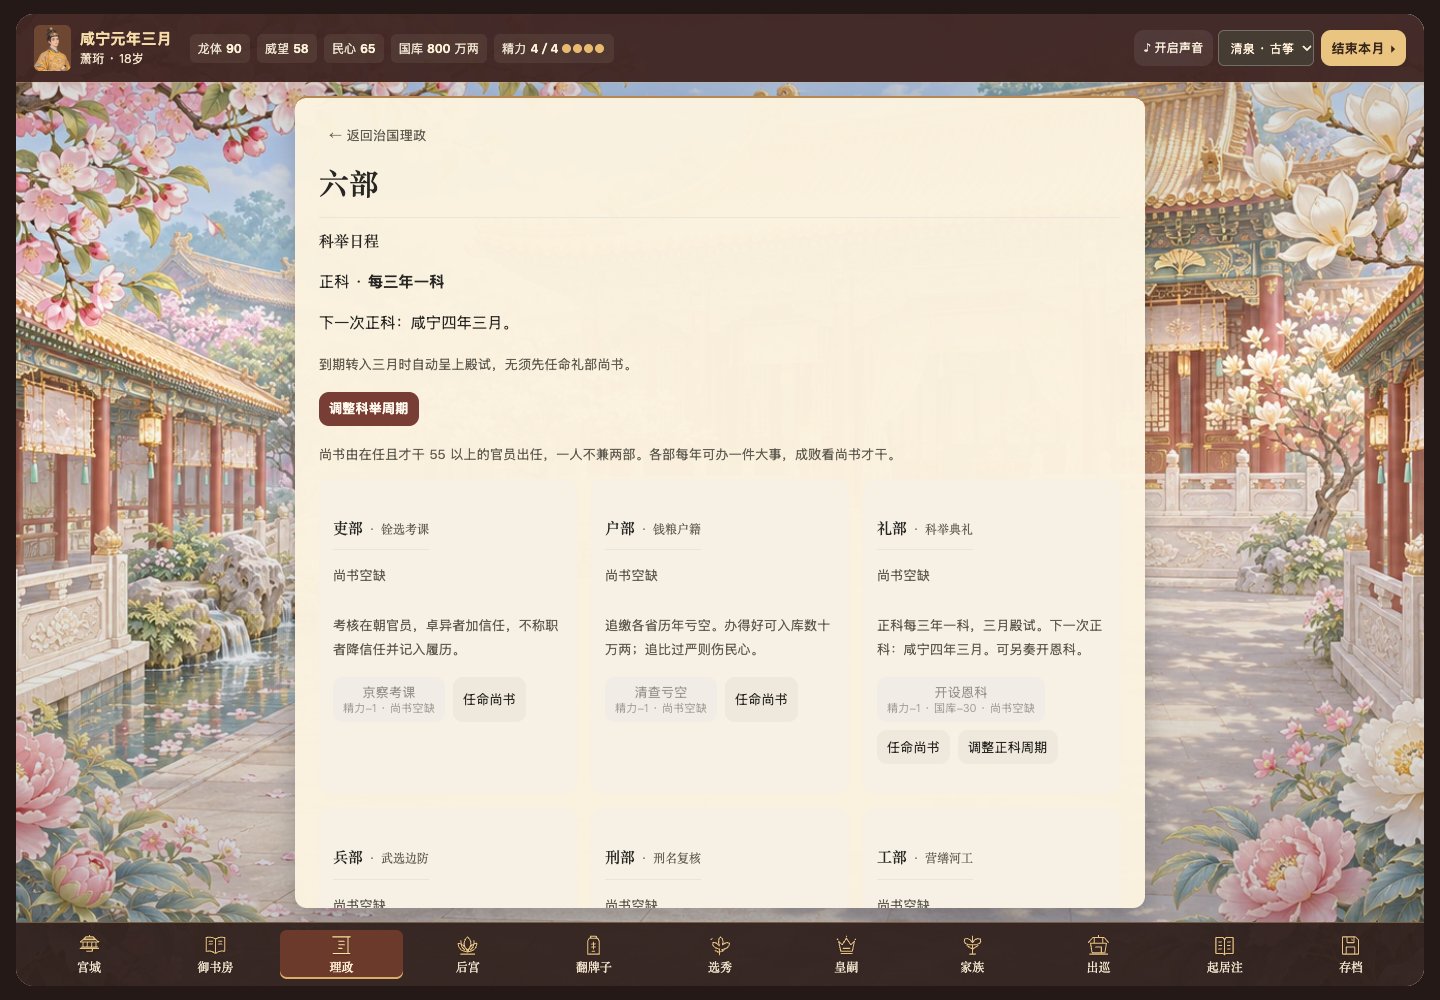 咸宁元年三月
萧珩 · 18岁
龙体 90
威望 58
民心 65
国库 800 万两
精力 4 / 4
♪ 开启声音
清泉 · 古筝
结束本月
← 返回治国理政
六部
科举日程
正科 · 每三年一科
下一次正科：咸宁四年三月。
到期转入三月时自动呈上殿试，无须先任命礼部尚书。
调整科举周期
尚书由在任且才干 55 以上的官员出任，一人不兼两部。各部每年可办一件大事，成败看尚书才干。
吏部 · 铨选考课
尚书空缺
考核在朝官员，卓异者加信任，不称职
者降信任并记入履历。
京察考课
精力−1 · 尚书空缺
任命尚书
户部 · 钱粮户籍
尚书空缺
追缴各省历年亏空。办得好可入库数十
万两；追比过严则伤民心。
清查亏空
精力−1 · 尚书空缺
任命尚书
礼部 · 科举典礼
尚书空缺
正科每三年一科，三月殿试。下一次正
科：咸宁四年三月。可另奏开恩科。
开设恩科
精力−1 · 国库−30 · 尚书空缺
任命尚书
调整正科周期
兵部 · 武选边防
尚书空缺
刑部 · 刑名复核
尚书空缺
工部 · 营缮河工
尚书空缺
宫城
御书房
理政
后宫
翻牌子
选秀
皇嗣
家族
出巡
起居注
存档